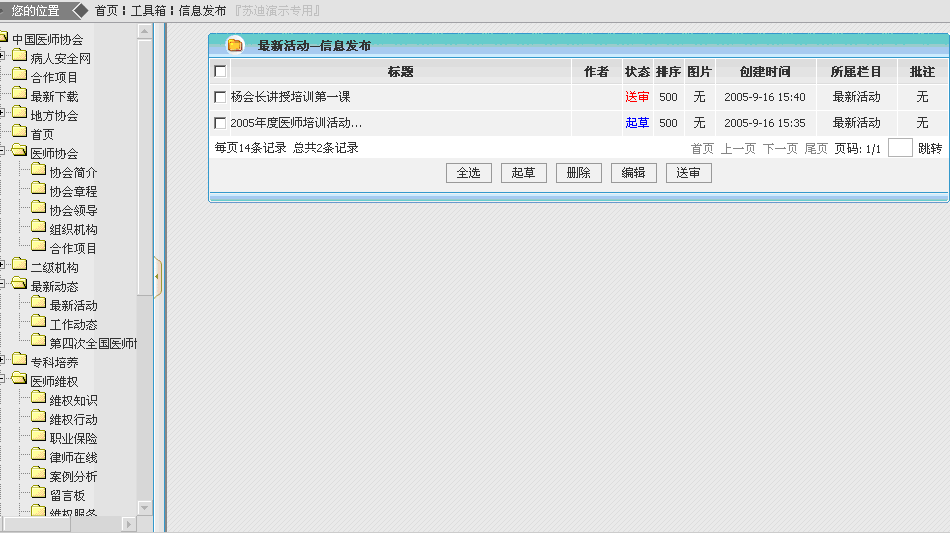 您的位置 首页 ┇ 工具箱 ┇ 信息发布 『苏迪演示专用』
中国医师协会
病人安全网
合作项目
最新下载
地方协会
首页
医师协会
协会简介
协会章程
协会领导
组织机构
合作项目
二级机构
最新动态
最新活动
工作动态
第四次全国医师
专科培养
医师维权
维权知识
维权行动
职业保险
律师在线
案例分析
留言板
维权服务
最新活动—信息发布
标题 作者 状态 排序 图片 创建时间 所属栏目 批注
杨会长讲授培训第一课 送审 500 无 2005-9-16 15:40 最新活动 无
2005年度医师培训活动... 起草 500 无 2005-9-16 15:35 最新活动 无
每页14条记录 总共2条记录 首页 上一页 下一页 尾页 页码: 1/1 跳转
全选 起草 删除 编辑 送审